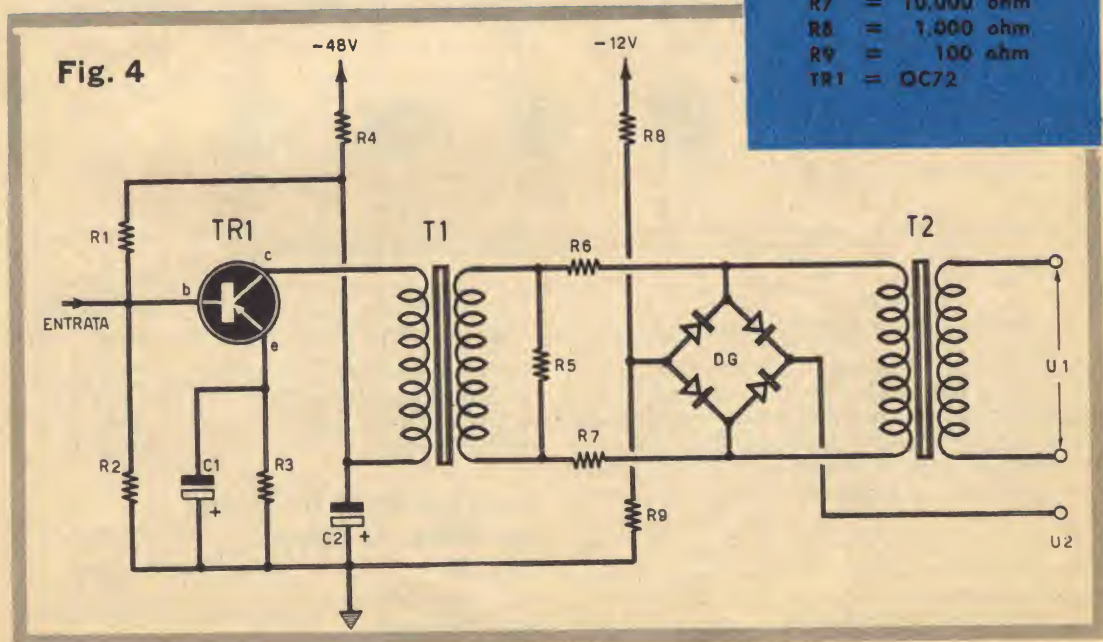 R7 = 10.000 ohm
R8 = 1.000 ohm
R9 = 100 ohm
TR1 = OC72
Fig. 4
-48V
-12V
R4
R8
R1
TR1
T1
T2
R6
c
b
ENTRATA
e
R5
DG
U1
R7
R2
C1
R3
+
C2
+
R9
U2